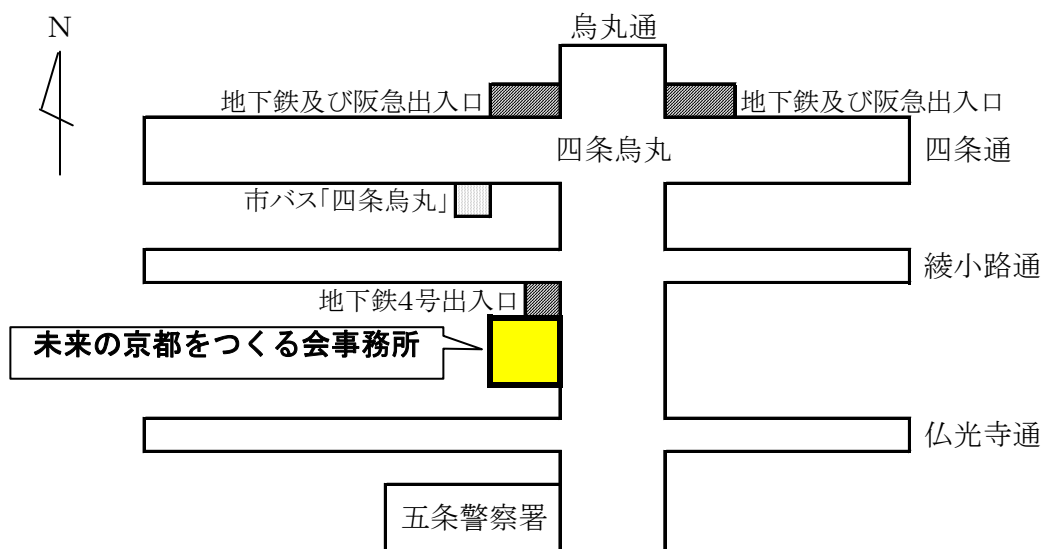 N
烏丸通
地下鉄及び阪急出入口
地下鉄及び阪急出入口
四条烏丸
四条通
市バス「四条烏丸」
綾小路通
地下鉄4号出入口
未来の京都をつくる会事務所
仏光寺通
五条警察署